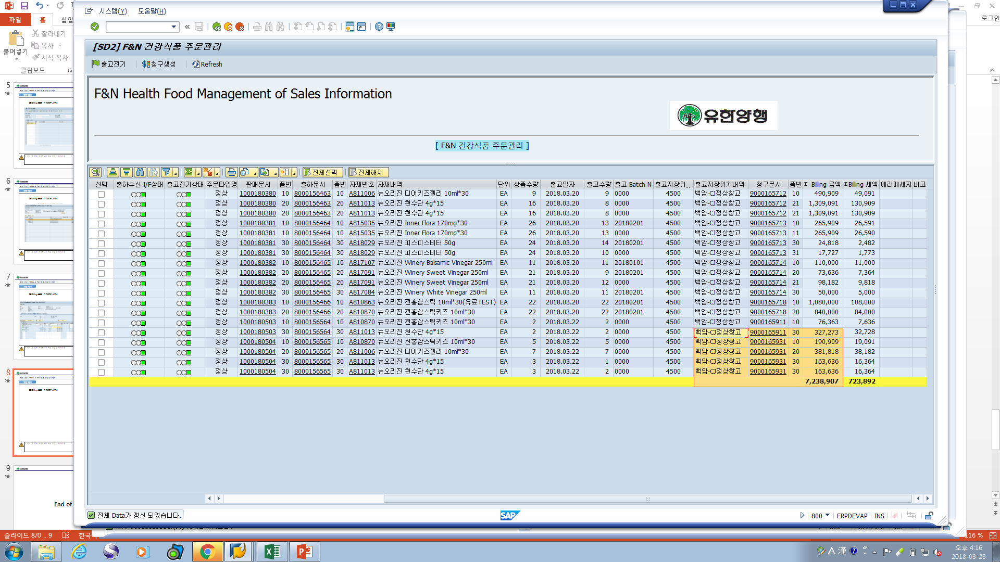 시스템(Y) 도움말(H)
파일 홈 삽입
로그인
잘라내기
복사
서식 복사
붙여넣기
클립보드
[SD2] F&N 건강식품 주문관리
출고전기 청구생성 Refresh
F&N Health Food Management of Sales Information
유한양행
[ F&N 건강식품 주문관리 ]
전체선택 전체해제
선택 출하수신 I/F상태 출고전기상태 주문타입명 판매문서 품번 출하문서 품번 자재번호 자재내역 단위 상품수량 출고일자 출고수량 출고 Batch N 출고저장위... 출고저장위치내역 청구문서 품번 Σ Billing 금액 Σ Billing 세액 에러메세지 비고
정상 1000180380 10 8000156463 10 A811006 뉴오리진 디어키즈젤리 10ml*30 EA 9 2018.03.20 9 0000 4500 백암-CJ정상창고 9000165712 10 490,909 49,091
정상 1000180380 20 8000156463 20 A811013 뉴오리진 천수단 4g*15 EA 16 2018.03.20 8 0000 4500 백암-CJ정상창고 9000165712 21 1,309,091 130,909
정상 1000180380 20 8000156463 20 A811013 뉴오리진 천수단 4g*15 EA 16 2018.03.20 8 0000 4500 백암-CJ정상창고 9000165712 21 1,309,091 130,909
정상 1000180381 10 8000156464 10 A815035 뉴오리진 Inner Flora 170mg*30 EA 26 2018.03.20 13 20180201 4500 백암-CJ정상창고 9000165713 10 265,909 26,591
정상 1000180381 10 8000156464 10 A815035 뉴오리진 Inner Flora 170mg*30 EA 26 2018.03.20 13 0000 4500 백암-CJ정상창고 9000165713 11 265,909 26,590
정상 1000180381 30 8000156464 30 A818029 뉴오리진 피스피스비터 50g EA 24 2018.03.20 14 20180201 4500 백암-CJ정상창고 9000165713 30 24,818 2,482
정상 1000180381 30 8000156464 30 A818029 뉴오리진 피스피스비터 50g EA 24 2018.03.20 10 0000 4500 백암-CJ정상창고 9000165713 31 17,727 1,773
정상 1000180382 10 8000156465 10 A817107 뉴오리진 Winery Balsamic Vinegar 250ml EA 11 2018.03.20 11 20180101 4500 백암-CJ정상창고 9000165714 10 110,000 11,000
정상 1000180382 20 8000156465 20 A817091 뉴오리진 Winery Sweet Vinegar 250ml EA 21 2018.03.20 9 20180201 4500 백암-CJ정상창고 9000165714 20 73,636 7,364
정상 1000180382 20 8000156465 20 A817091 뉴오리진 Winery Sweet Vinegar 250ml EA 21 2018.03.20 12 0000 4500 백암-CJ정상창고 9000165714 21 98,182 9,818
정상 1000180382 30 8000156465 30 A817084 뉴오리진 Winery White Vinegar 250ml EA 11 2018.03.20 11 20180201 4500 백암-CJ정상창고 9000165714 30 50,000 5,000
정상 1000180383 10 8000156466 10 A810863 뉴오리진 전홍삼스틱 10ml*30(유료TEST) EA 22 2018.03.20 22 20180201 4500 백암-CJ정상창고 9000165718 10 1,080,000 108,000
정상 1000180383 20 8000156466 20 A810870 뉴오리진 전홍삼스틱키즈 10ml*30 EA 22 2018.03.20 22 20180201 4500 백암-CJ정상창고 9000165718 20 840,000 84,000
정상 1000180503 10 8000156564 10 A810870 뉴오리진 전홍삼스틱키즈 10ml*30 EA 2 2018.03.22 2 0000 4500 백암-CJ정상창고 9000165911 10 76,363 7,636
정상 1000180503 30 8000156564 30 A811013 뉴오리진 천수단 4g*15 EA 2 2018.03.22 2 0000 4500 백암-CJ정상창고 9000165911 30 327,273 32,728
정상 1000180504 10 8000156565 10 A810870 뉴오리진 전홍삼스틱키즈 10ml*30 EA 5 2018.03.22 5 0000 4500 백암-CJ정상창고 9000165931 10 190,909 19,091
정상 1000180504 20 8000156565 20 A811006 뉴오리진 디어키즈젤리 10ml*30 EA 7 2018.03.22 7 0000 4500 백암-CJ정상창고 9000165931 20 381,818 38,182
정상 1000180504 30 8000156565 30 A811013 뉴오리진 천수단 4g*15 EA 3 2018.03.22 1 0000 4500 백암-CJ정상창고 9000165931 30 163,636 16,364
정상 1000180504 30 8000156565 30 A811013 뉴오리진 천수단 4g*15 EA 3 2018.03.22 2 0000 4500 백암-CJ정상창고 9000165931 30 163,636 16,364
7,238,907 723,892
5
6
7
8
9
End of
전체 Data가 갱신 되었습니다.
SAP
800 ERPDEVAP INS
슬라이드 8/0 .. 9 한국
116 %
A 漢
오후 4:16
2018-03-23